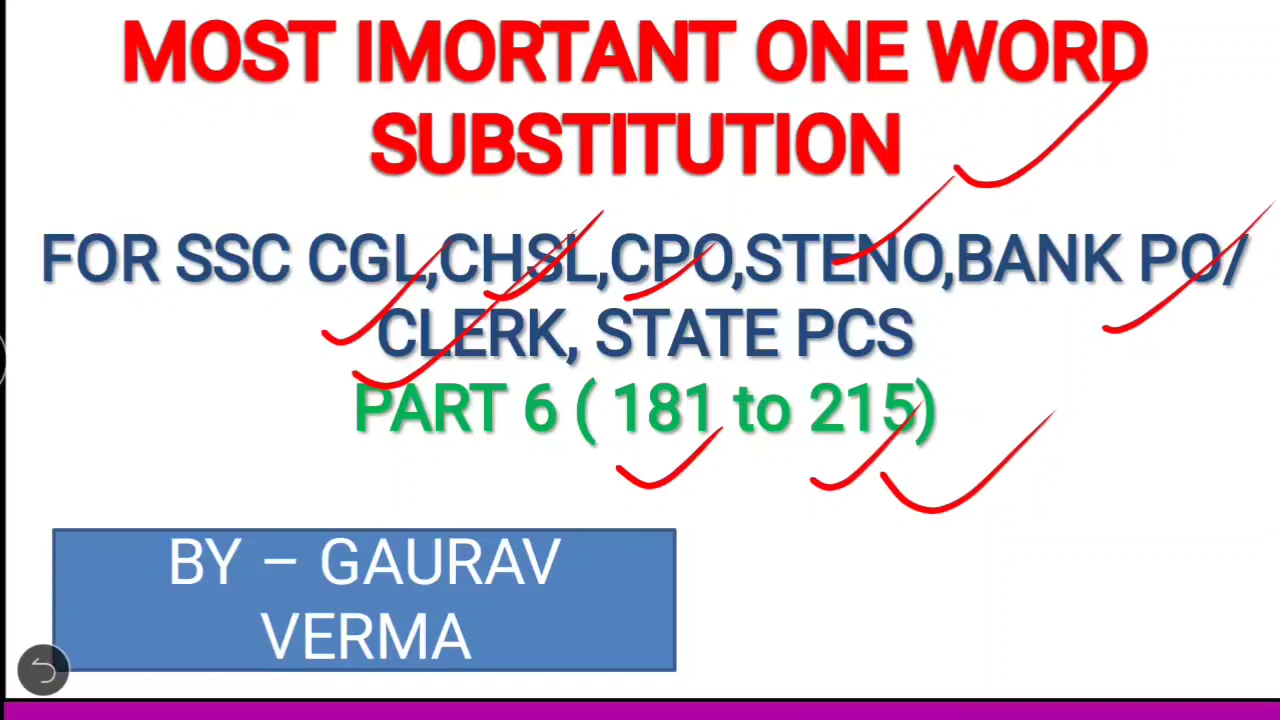 MOST IMORTANT ONE WORD
SUBSTITUTION
FOR SSC CGL,CHSL,CPO,STENO,BANK PO/
CLERK, STATE PCS
PART 6 ( 181 to 215)
BY – GAURAV
VERMA